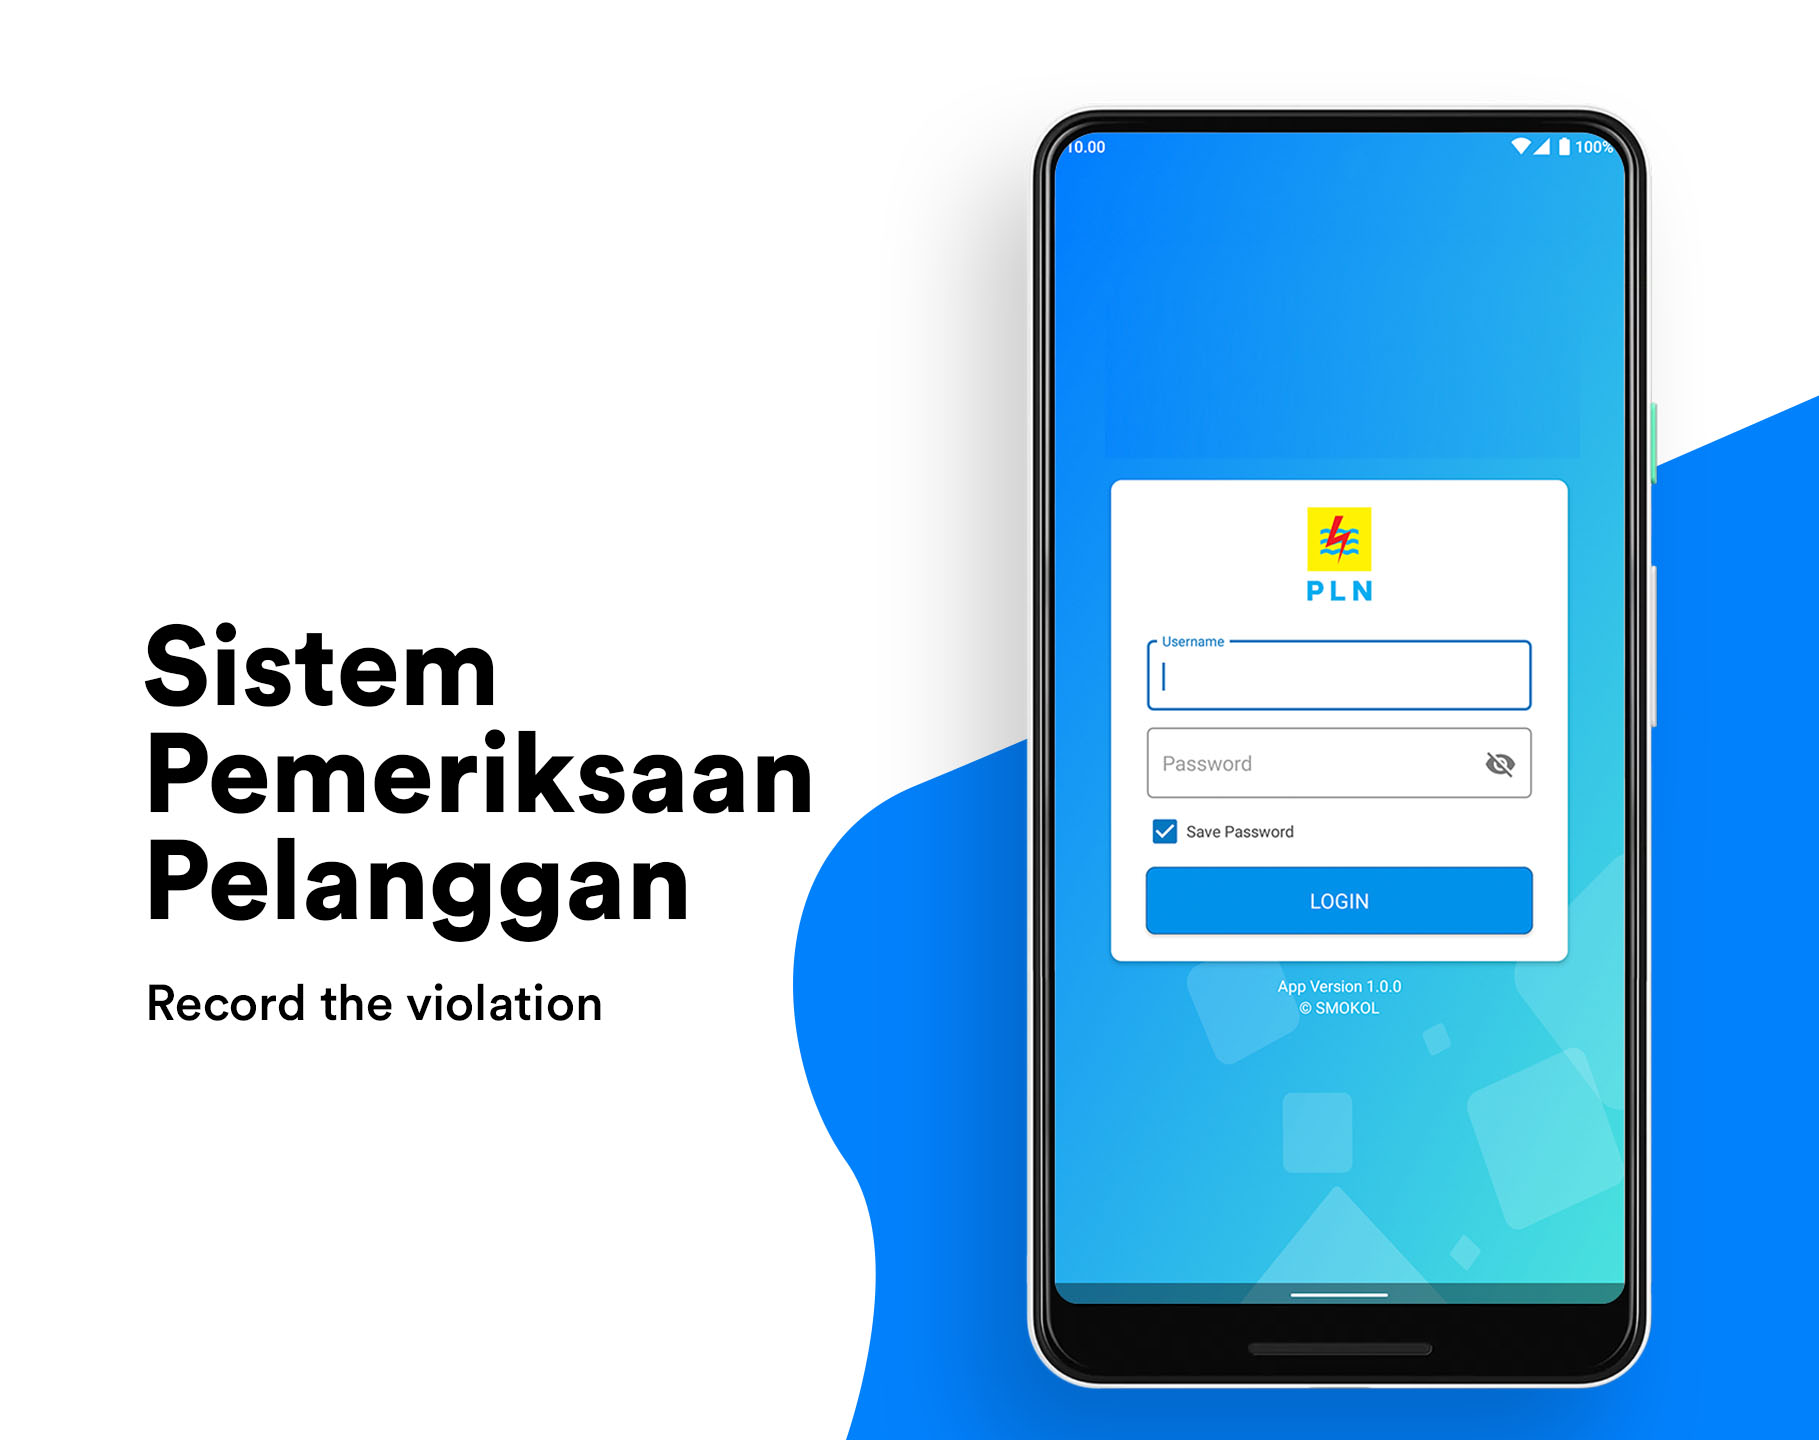 Sistem
Pemeriksaan
Pelanggan
Record the violation
10.00
100%
PLN
Username
Password
Save Password
LOGIN
App Version 1.0.0
© SMOKOL